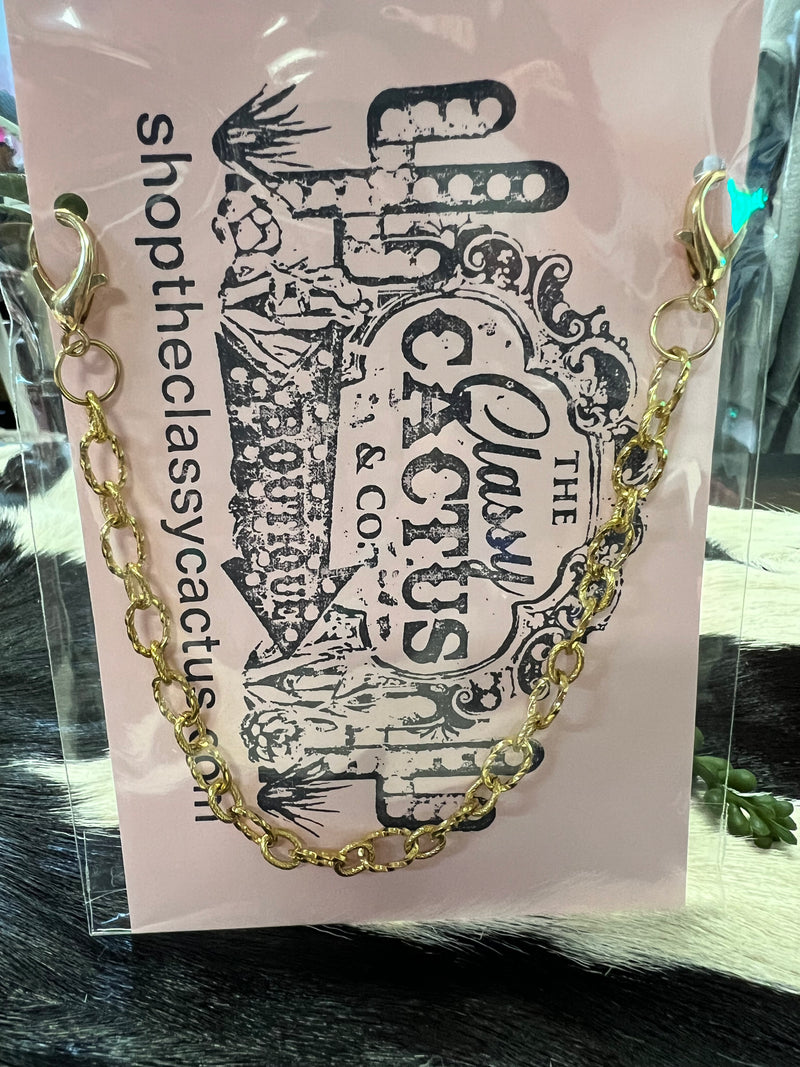 THE
Classy
CACTUS
& CO.
BOUTIQUE
shoptheclassycactus.com